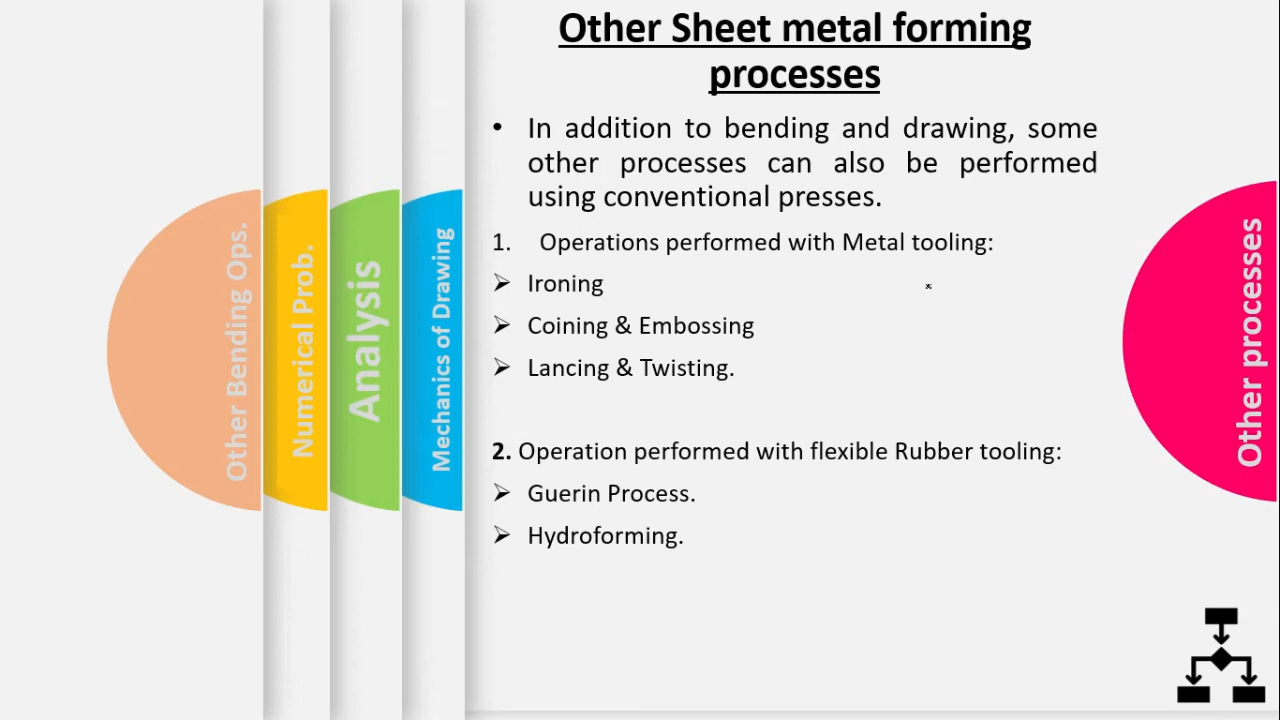 Other Sheet metal forming
processes
• In addition to bending and drawing, some
other processes can also be performed
using conventional presses.
1. Operations performed with Metal tooling:
➢ Ironing
➢ Coining & Embossing
➢ Lancing & Twisting.
2. Operation performed with flexible Rubber tooling:
➢ Guerin Process.
➢ Hydroforming.
Other Bending Ops.
Numerical Prob.
Analysis
Mechanics of Drawing
Other processes